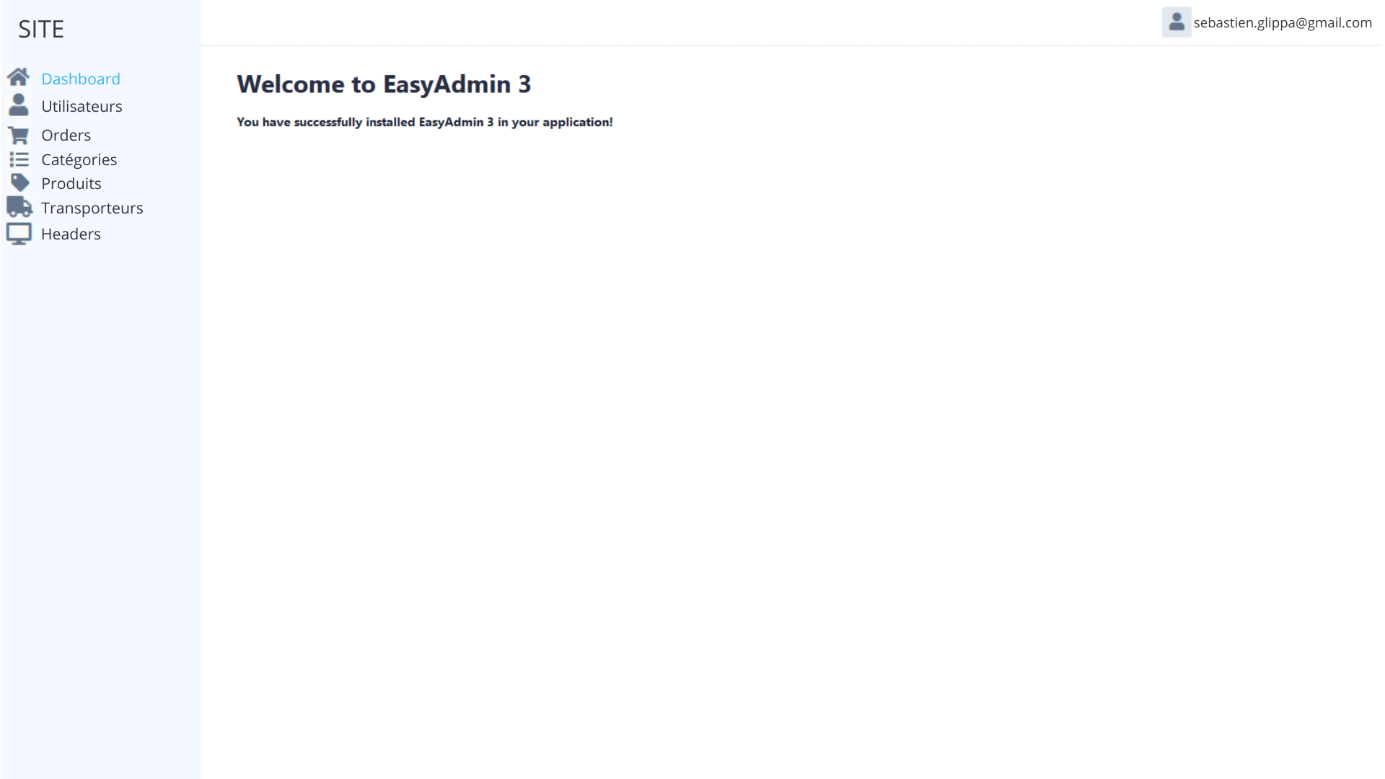 SITE
sebastien.glippa@gmail.com
Dashboard
Utilisateurs
Orders
Catégories
Produits
Transporteurs
Headers
Welcome to EasyAdmin 3
You have successfully installed EasyAdmin 3 in your application!